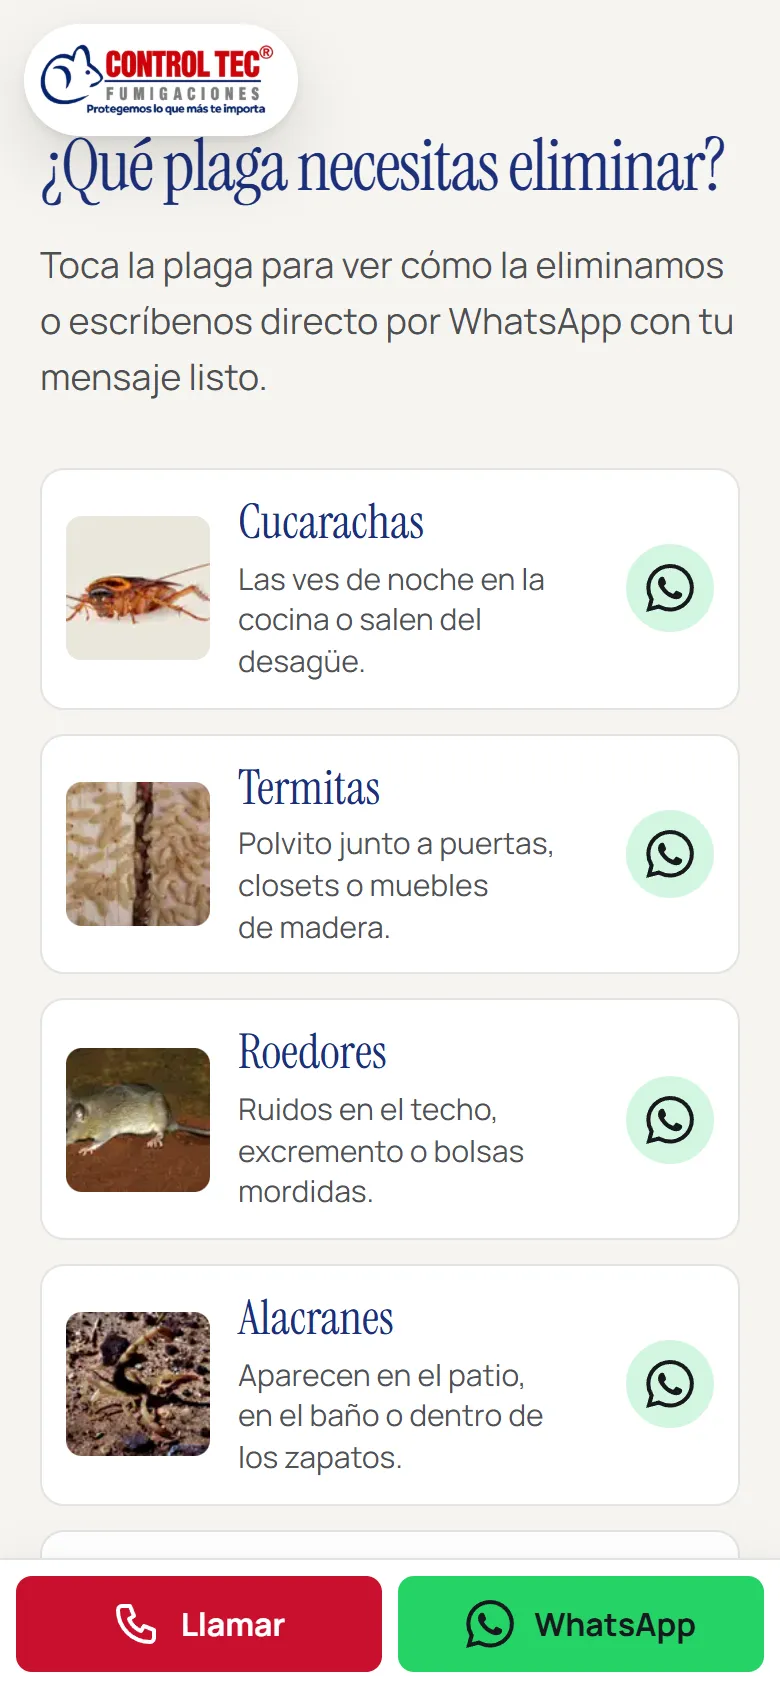 CONTROL TEC®
FUMIGACIONES
Protegemos lo que más te importa
¿Qué plaga necesitas eliminar?
Toca la plaga para ver cómo la eliminamos
o escríbenos directo por WhatsApp con tu
mensaje listo.
Cucarachas
Las ves de noche en la
cocina o salen del
desagüe.
Termitas
Polvito junto a puertas,
closets o muebles
de madera.
Roedores
Ruidos en el techo,
excremento o bolsas
mordidas.
Alacranes
Aparecen en el patio,
en el baño o dentro de
los zapatos.
Llamar
WhatsApp